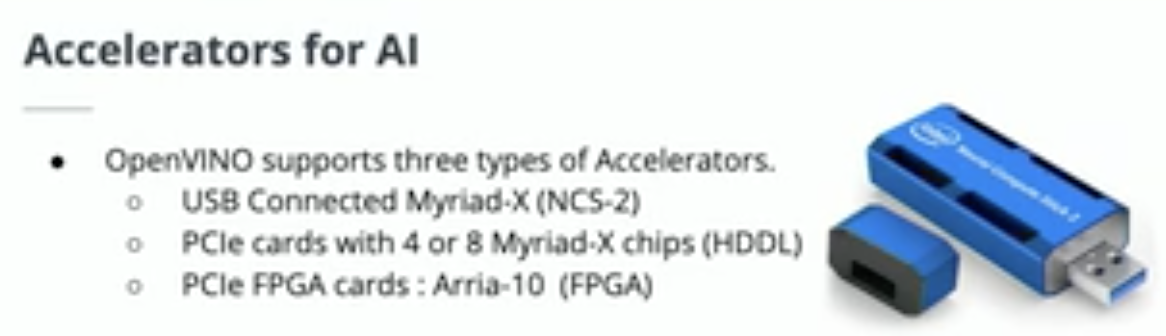 Accelerators for AI
● OpenVINO supports three types of Accelerators.
○ USB Connected Myriad-X (NCS-2)
○ PCIe cards with 4 or 8 Myriad-X chips (HDDL)
○ PCIe FPGA cards : Arria-10 (FPGA)
intel
Neural Compute Stick 2